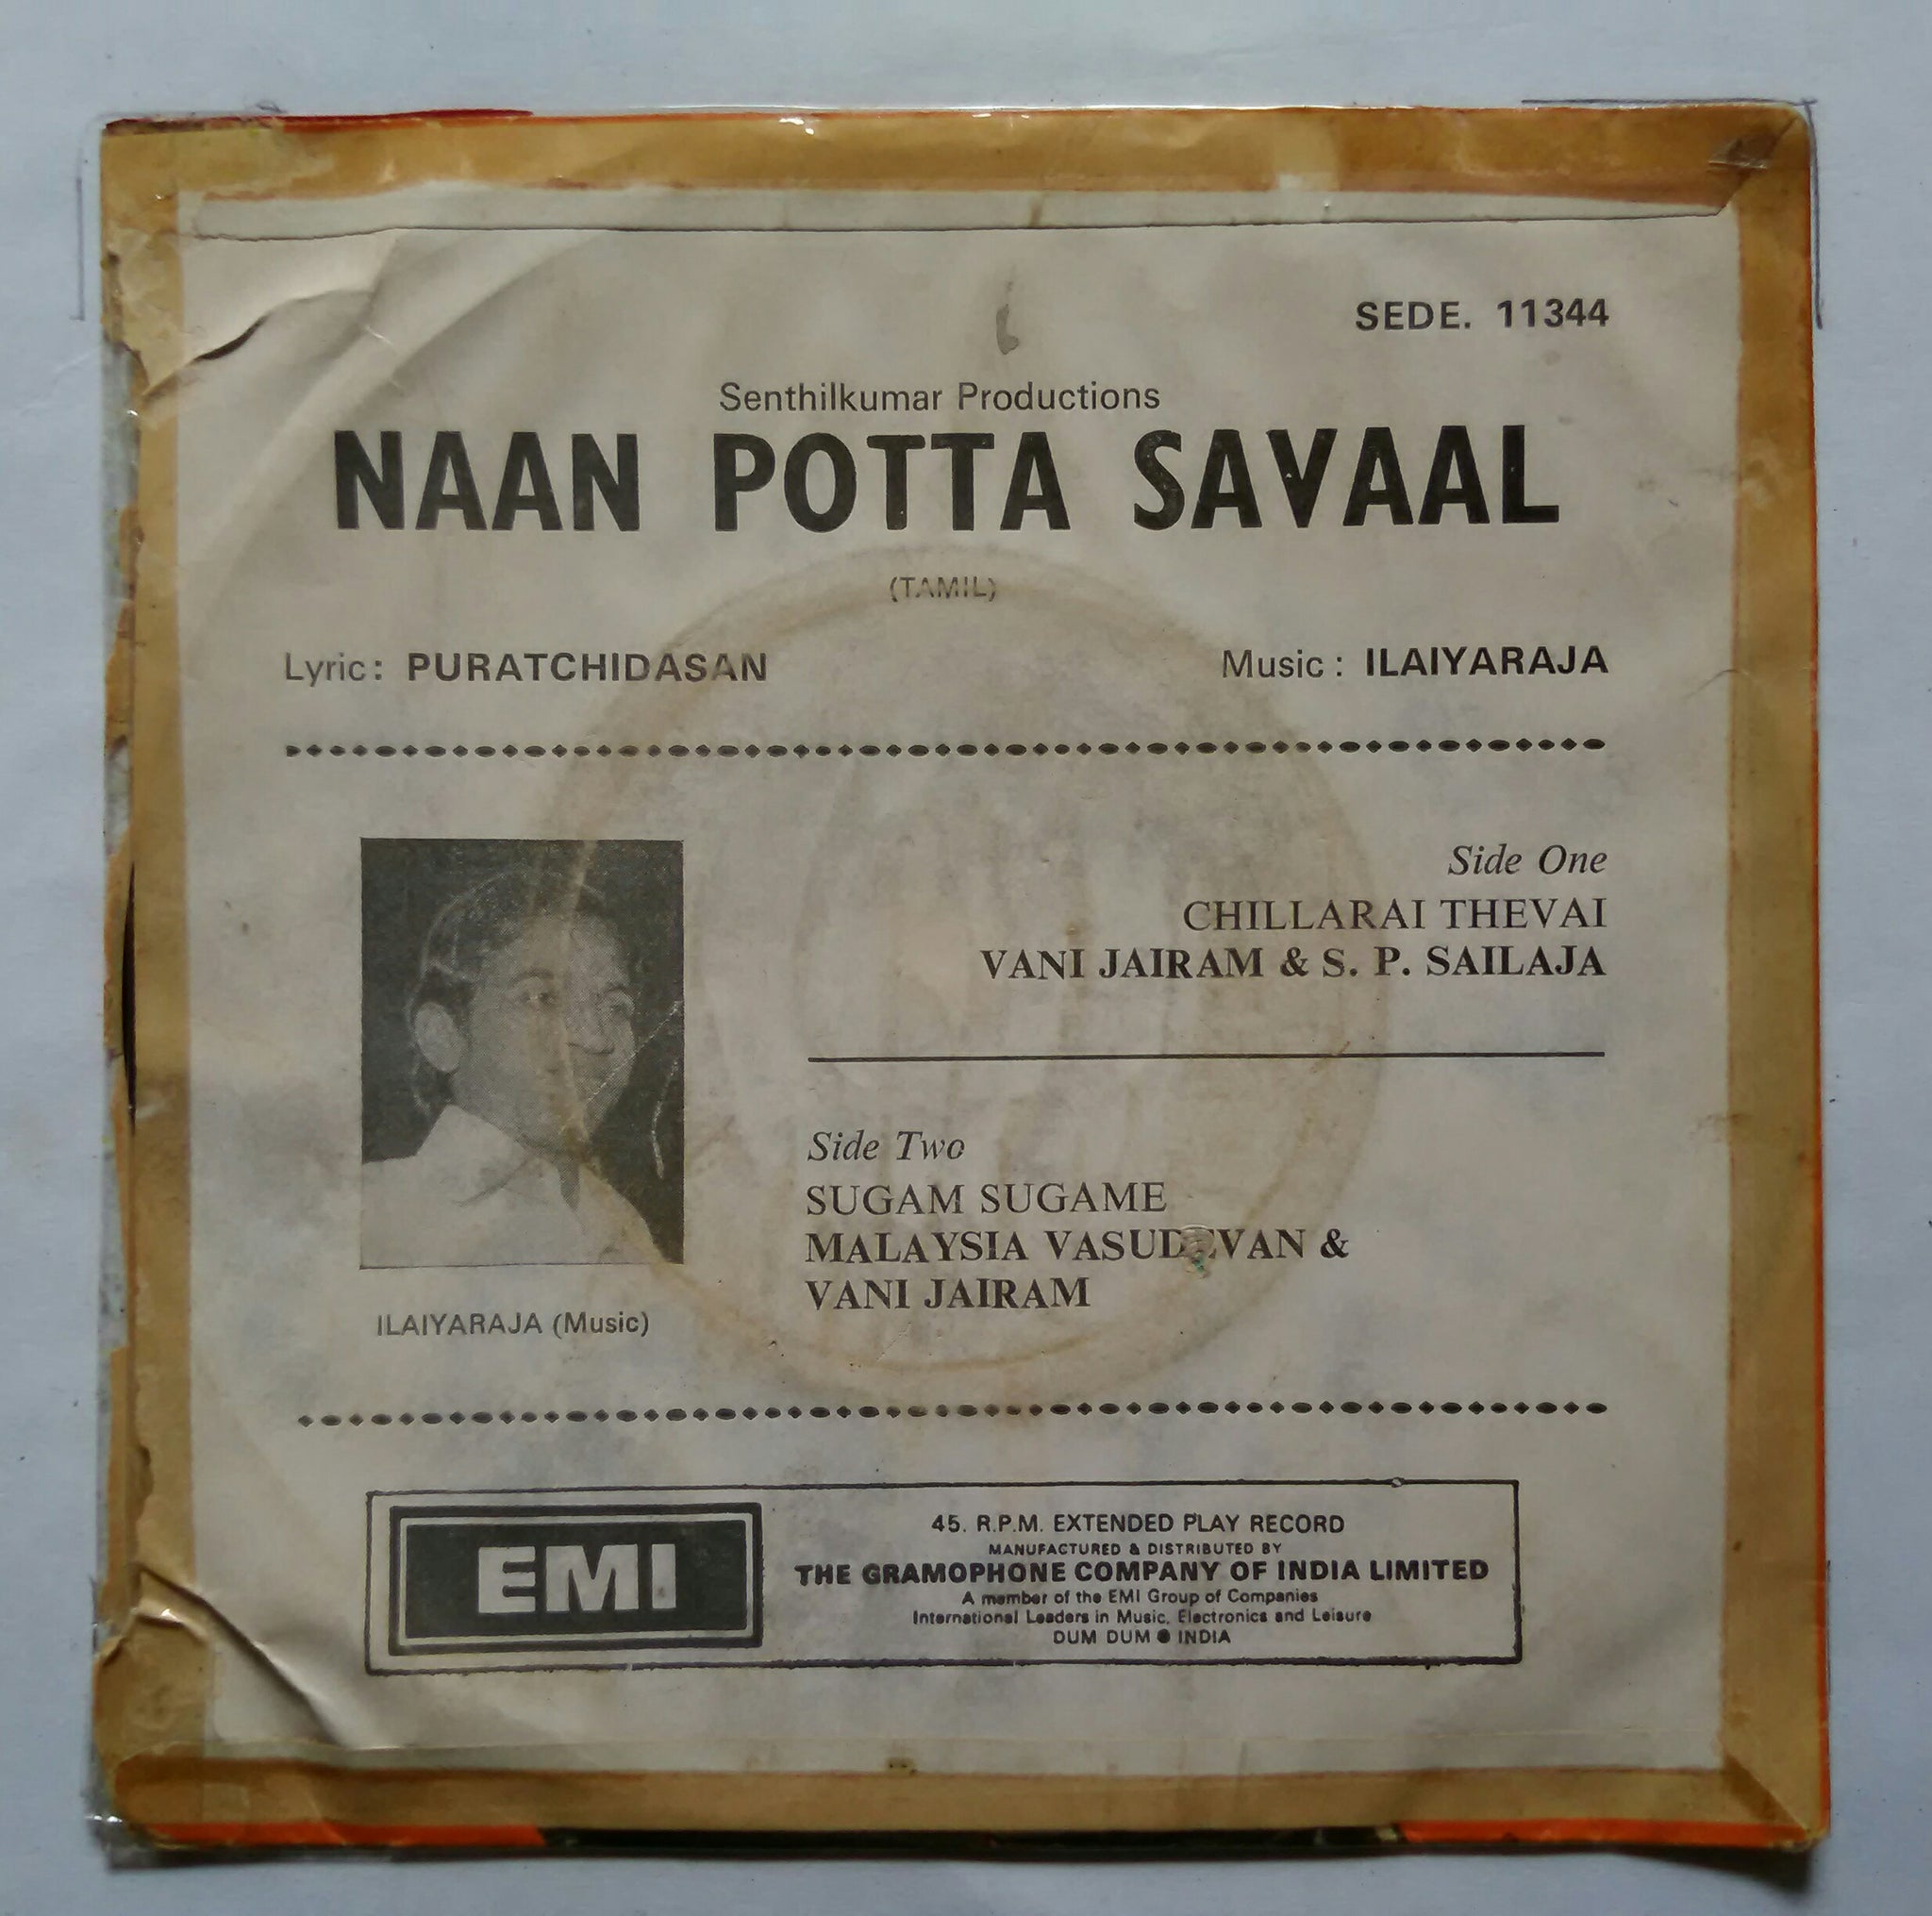 SEDE. 11344
Senthilkumar Productions
NAAN POTTA SAVAAL
(TAMIL)
Lyric: PURATCHIDASAN
Music: ILAIYARAJA
Side One
CHILLARAI THEVAI
VANI JAIRAM & S. P. SAILAJA
Side Two
SUGAM SUGAME
MALAYSIA VASUDEVAN &
VANI JAIRAM
ILAIYARAJA (Music)
EMI
45. R.P.M. EXTENDED PLAY RECORD
MANUFACTURED & DISTRIBUTED BY
THE GRAMOPHONE COMPANY OF INDIA LIMITED
A member of the EMI Group of Companies
International Leaders in Music, Electronics and Leisure
DUM DUM ● INDIA